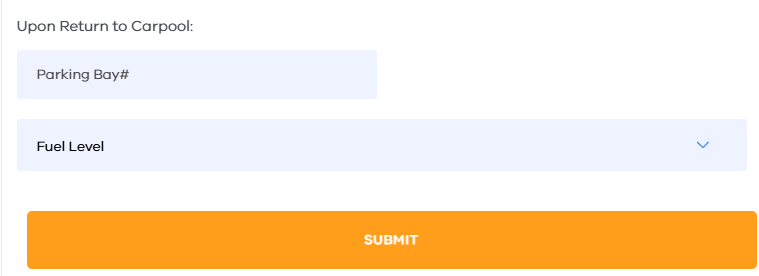 Upon Return to Carpool:
Parking Bay#
Fuel Level
SUBMIT